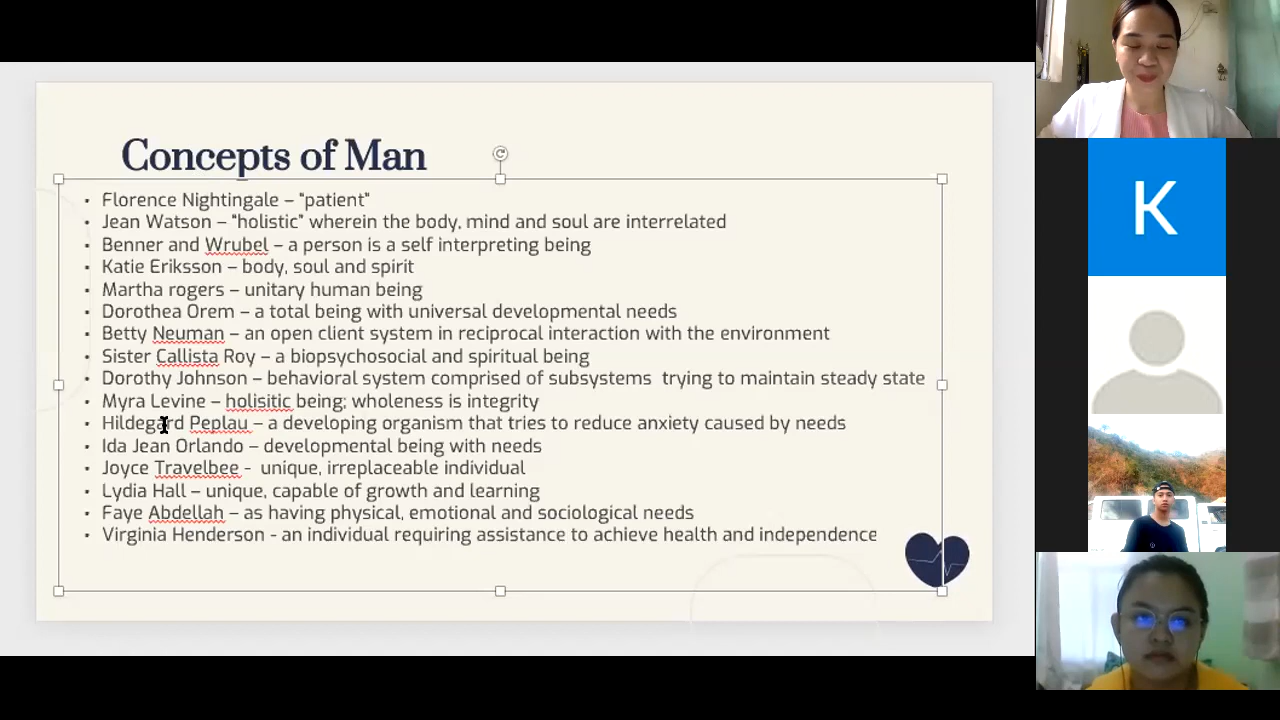 Concepts of Man
• Florence Nightingale – "patient"
• Jean Watson – "holistic" wherein the body, mind and soul are interrelated
• Benner and Wrubel – a person is a self interpreting being
• Katie Eriksson – body, soul and spirit
• Martha rogers – unitary human being
• Dorothea Orem – a total being with universal developmental needs
• Betty Neuman – an open client system in reciprocal interaction with the environment
• Sister Callista Roy – a biopsychosocial and spiritual being
• Dorothy Johnson – behavioral system comprised of subsystems  trying to maintain steady state
• Myra Levine – holisitic being; wholeness is integrity
• Hildegard Peplau – a developing organism that tries to reduce anxiety caused by needs
• Ida Jean Orlando – developmental being with needs
• Joyce Travelbee -  unique, irreplaceable individual
• Lydia Hall – unique, capable of growth and learning
• Faye Abdellah – as having physical, emotional and sociological needs
• Virginia Henderson - an individual requiring assistance to achieve health and independence
K